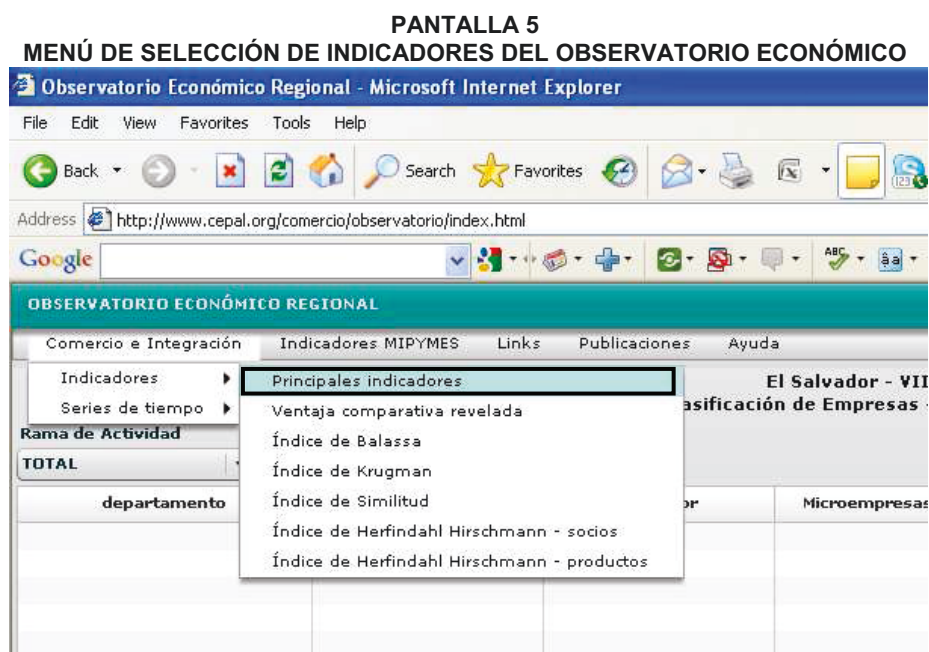 PANTALLA 5
MENÚ DE SELECCIÓN DE INDICADORES DEL OBSERVATORIO ECONÓMICO
Observatorio Económico Regional - Microsoft Internet Explorer
File Edit View Favorites Tools Help
Back Search Favorites 123
Address http://www.cepal.org/comercio/observatorio/index.html
Google ABC âa
OBSERVATORIO ECONÓMICO REGIONAL
Comercio e Integración Indicadores MIPYMES Links Publicaciones Ayuda
Indicadores Principales indicadores El Salvador - VII
Series de tiempo Ventaja comparativa revelada asificación de Empresas -
Rama de Actividad Índice de Balassa
TOTAL Índice de Krugman
departamento Índice de Similitud or Microempresas
Índice de Herfindahl Hirschmann - socios
Índice de Herfindahl Hirschmann - productos